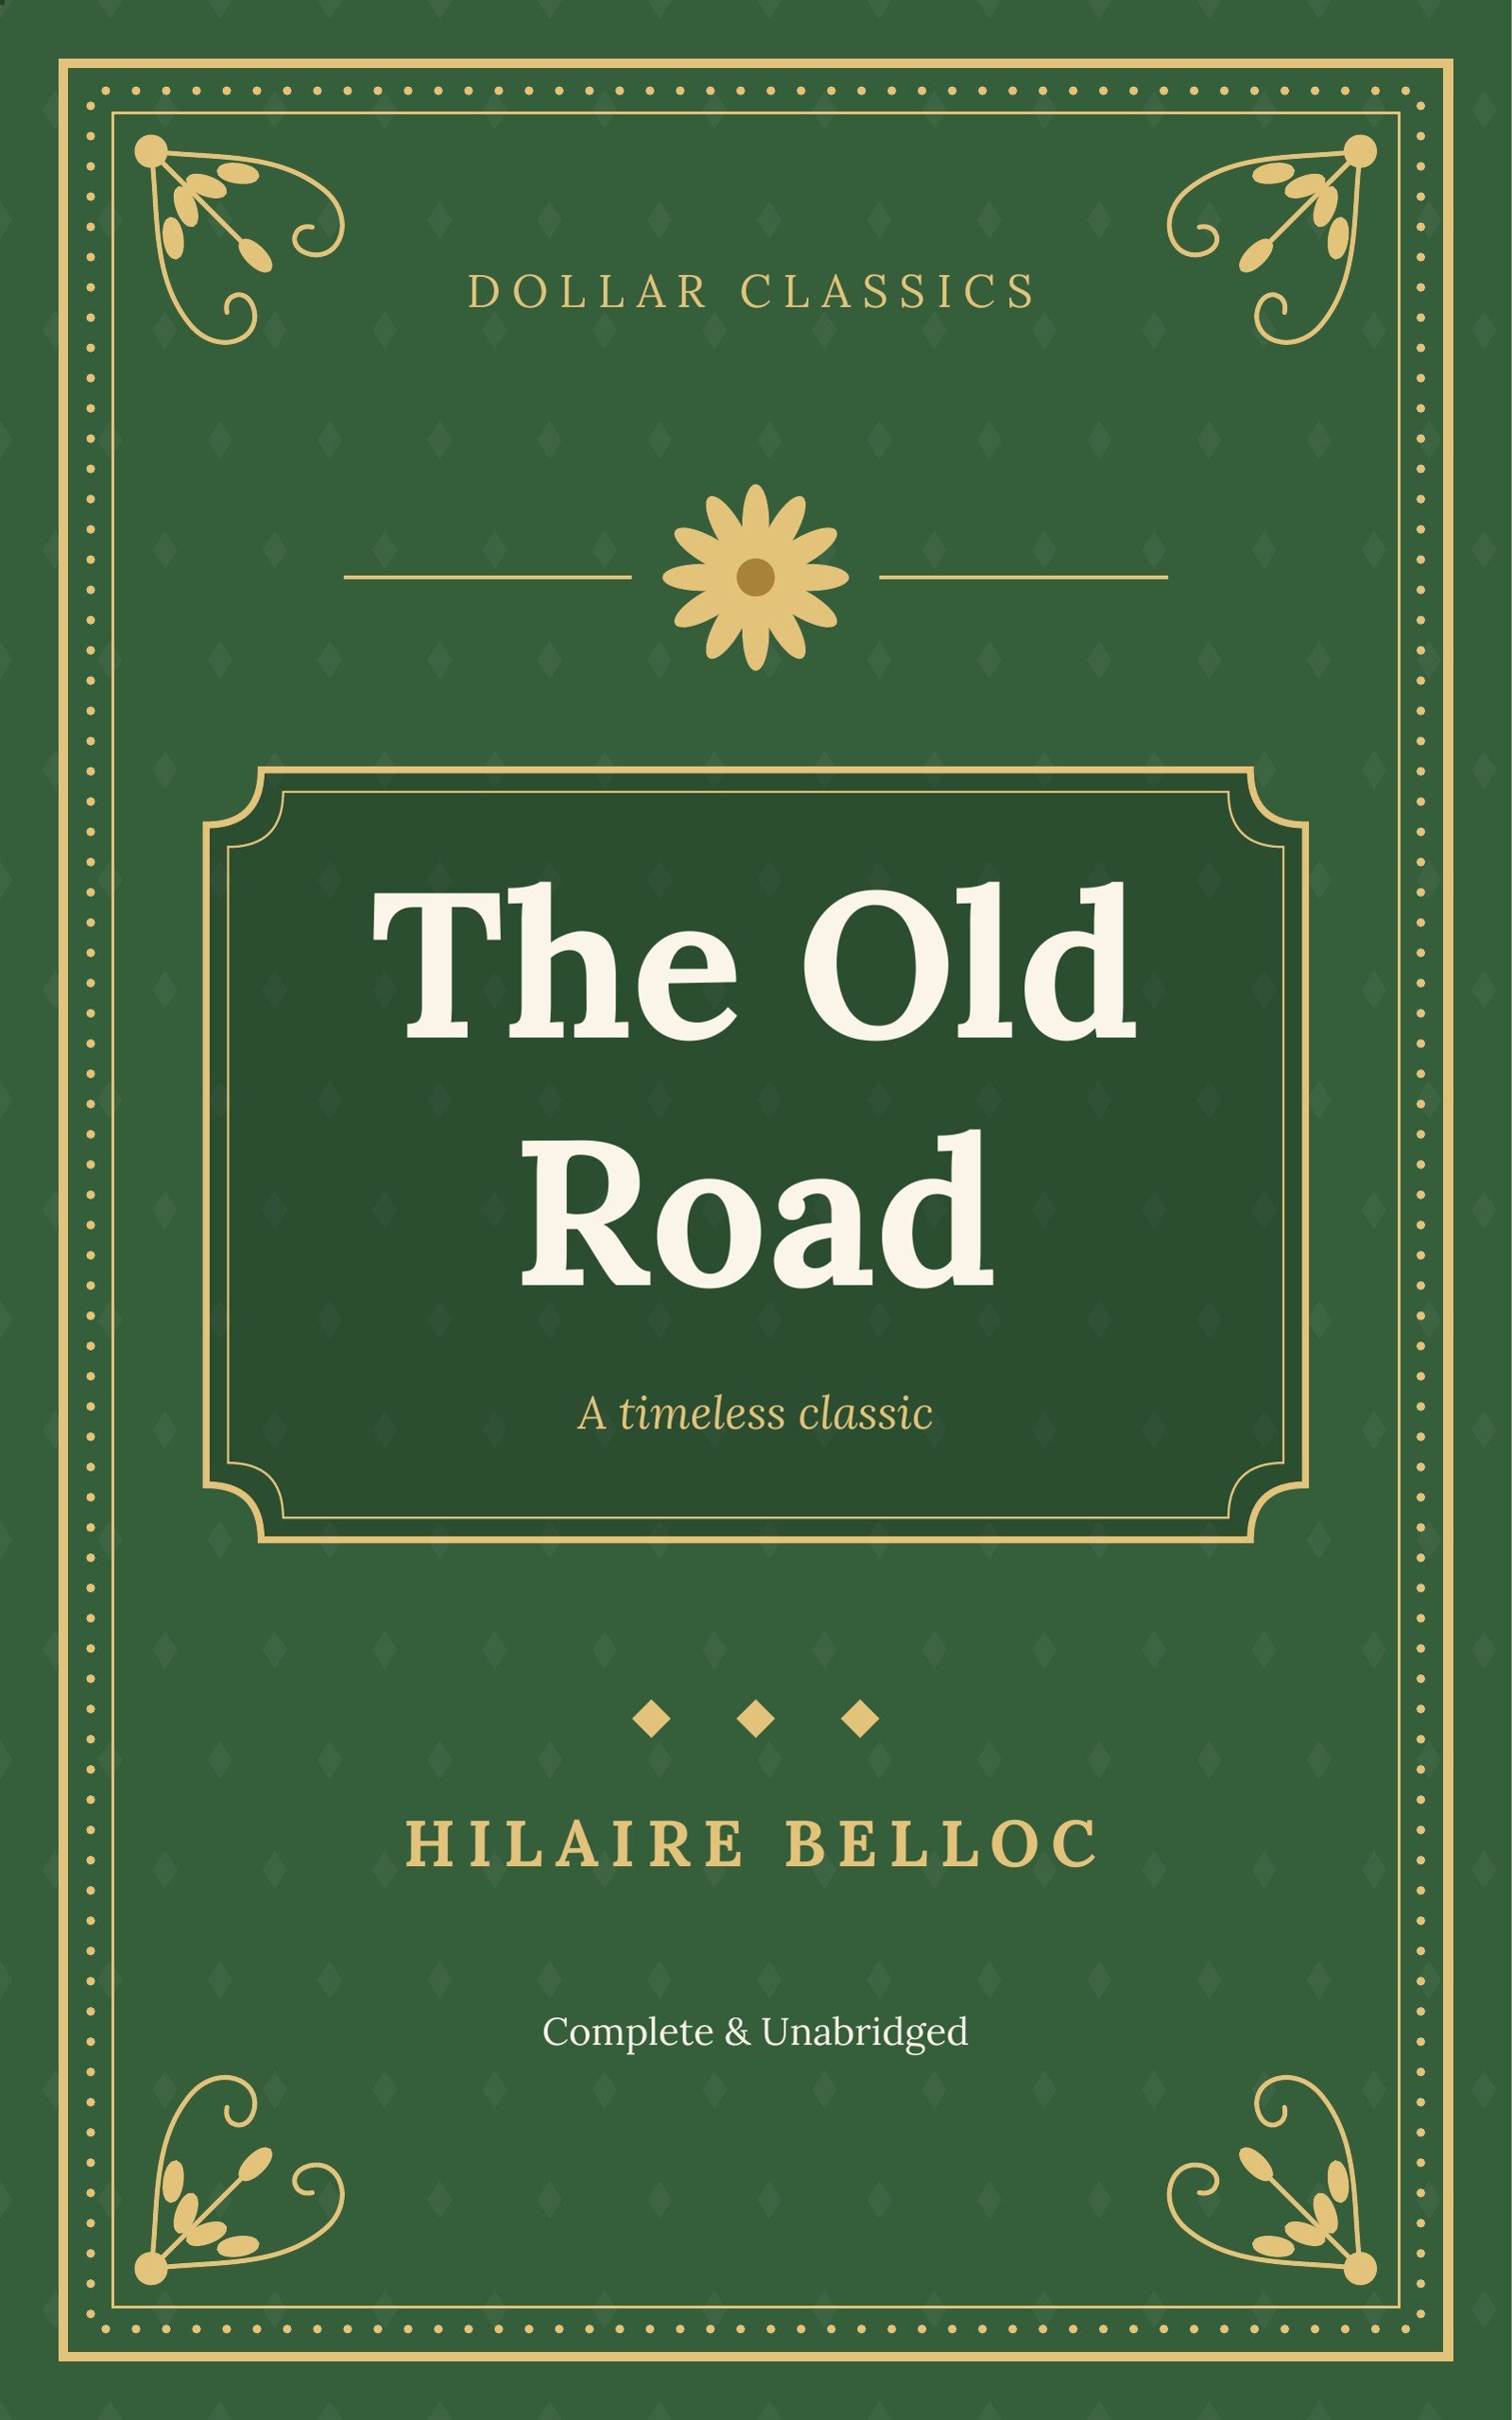 DOLLAR CLASSICS
The Old
Road
A timeless classic
HILAIRE BELLOC
Complete & Unabridged